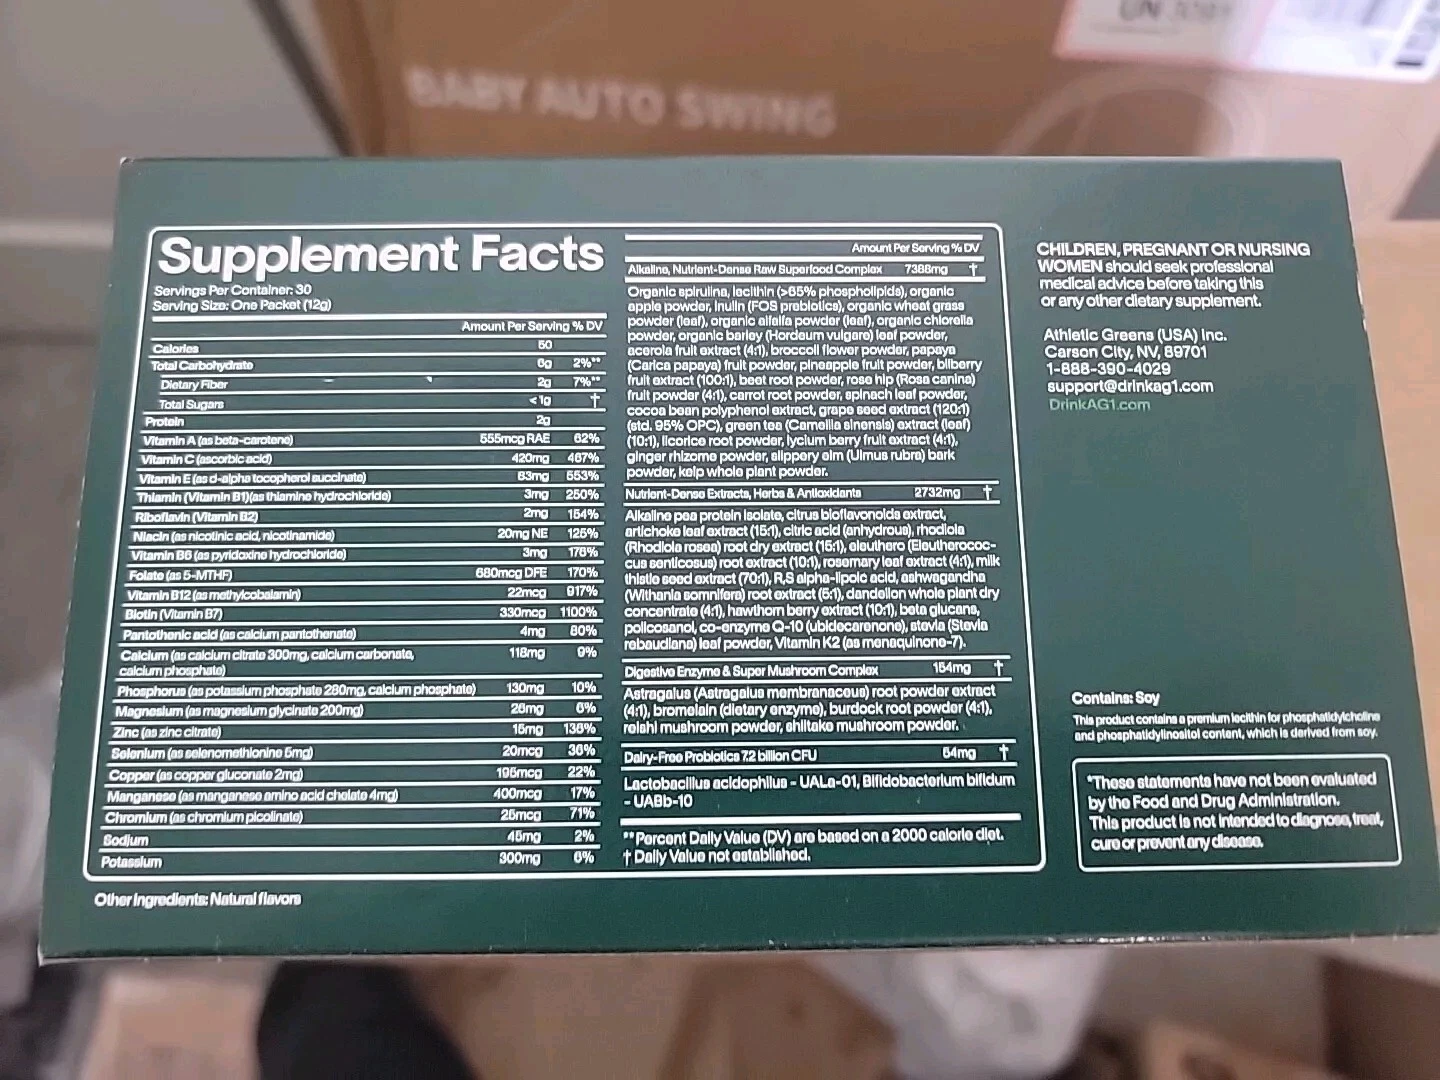 UN
BABY AUTO SWING
Supplement Facts
Servings Per Container: 30
Serving Size: One Packet (12g)
Amount Per Serving % DV
Calories 50
Total Carbohydrate 6g 2%**
Dietary Fiber 2g 7%**
Total Sugars <1g †
Protein 2g
Vitamin A (as beta-carotene) 555mcg RAE 62%
Vitamin C (ascorbic acid) 420mg 467%
Vitamin E (as d-alpha tocopherol succinate) 83mg 553%
Thiamin (Vitamin B1)(as thiamine hydrochloride) 3mg 250%
Riboflavin (Vitamin B2) 2mg 154%
Niacin (as nicotinic acid, nicotinamide) 20mg NE 125%
Vitamin B6 (as pyridoxine hydrochloride) 3mg 176%
Folate (as 5-MTHF) 680mcg DFE 170%
Vitamin B12 (as methylcobalamin) 22mcg 917%
Biotin (Vitamin B7) 330mcg 1100%
Pantothenic acid (as calcium pantothenate) 4mg 80%
Calcium (as calcium citrate 300mg, calcium carbonate, 118mg 9%
calcium phosphate)
Phosphorus (as potassium phosphate 280mg, calcium phosphate) 130mg 10%
Magnesium (as magnesium glycinate 200mg) 26mg 6%
Zinc (as zinc citrate) 15mg 136%
Selenium (as selenomethionine 5mg) 20mcg 36%
Copper (as copper gluconate 2mg) 195mcg 22%
Manganese (as manganese amino acid chelate 4mg) 400mcg 17%
Chromium (as chromium picolinate) 25mcg 71%
Sodium 45mg 2%
Potassium 300mg 6%
Other Ingredients: Natural flavors
Amount Per Serving % DV
Alkaline, Nutrient-Dense Raw Superfood Complex 7388mg †
Organic spirulina, lecithin (>65% phospholipids), organic
apple powder, inulin (FOS prebiotics), organic wheat grass
powder (leaf), organic alfalfa powder (leaf), organic chlorella
powder, organic barley (Hordeum vulgare) leaf powder,
acerola fruit extract (4:1), broccoli flower powder, papaya
(Carica papaya) fruit powder, pineapple fruit powder, bilberry
fruit extract (100:1), beet root powder, rose hip (Rosa canina)
fruit powder (4:1), carrot root powder, spinach leaf powder,
cocoa bean polyphenol extract, grape seed extract (120:1)
(std. 95% OPC), green tea (Camellia sinensis) extract (leaf)
(10:1), licorice root powder, lycium berry fruit extract (4:1),
ginger rhizome powder, slippery elm (Ulmus rubra) bark
powder, kelp whole plant powder.
Nutrient-Dense Extracts, Herbs & Antioxidants 2732mg †
Alkaline pea protein isolate, citrus bioflavonoids extract,
artichoke leaf extract (15:1), citric acid (anhydrous), rhodiola
(Rhodiola rosea) root dry extract (15:1), eleuthero (Eleutherococ-
cus senticosus) root extract (10:1), rosemary leaf extract (4:1), milk
thistle seed extract (70:1), R,S alpha-lipoic acid, ashwagandha
(Withania somnifera) root extract (5:1), dandelion whole plant dry
concentrate (4:1), hawthorn berry extract (10:1), beta glucans,
policosanol, co-enzyme Q-10 (ubidecarenone), stevia (Stevia
rebaudiana) leaf powder, Vitamin K2 (as menaquinone-7).
Digestive Enzyme & Super Mushroom Complex 154mg †
Astragalus (Astragalus membranaceus) root powder extract
(4:1), bromelain (dietary enzyme), burdock root powder (4:1),
reishi mushroom powder, shiitake mushroom powder.
Dairy-Free Probiotics 7.2 billion CFU 54mg †
Lactobacillus acidophilus - UALa-01, Bifidobacterium bifidum
- UABb-10
**Percent Daily Value (DV) are based on a 2000 calorie diet.
† Daily Value not established.
CHILDREN, PREGNANT OR NURSING
WOMEN should seek professional
medical advice before taking this
or any other dietary supplement.
Athletic Greens (USA) Inc.
Carson City, NV, 89701
1-888-390-4029
support@drinkag1.com
DrinkAG1.com
Contains: Soy
This product contains a premium lecithin for phosphatidylcholine
and phosphatidylinositol content, which is derived from soy.
*These statements have not been evaluated
by the Food and Drug Administration.
This product is not intended to diagnose, treat,
cure or prevent any disease.